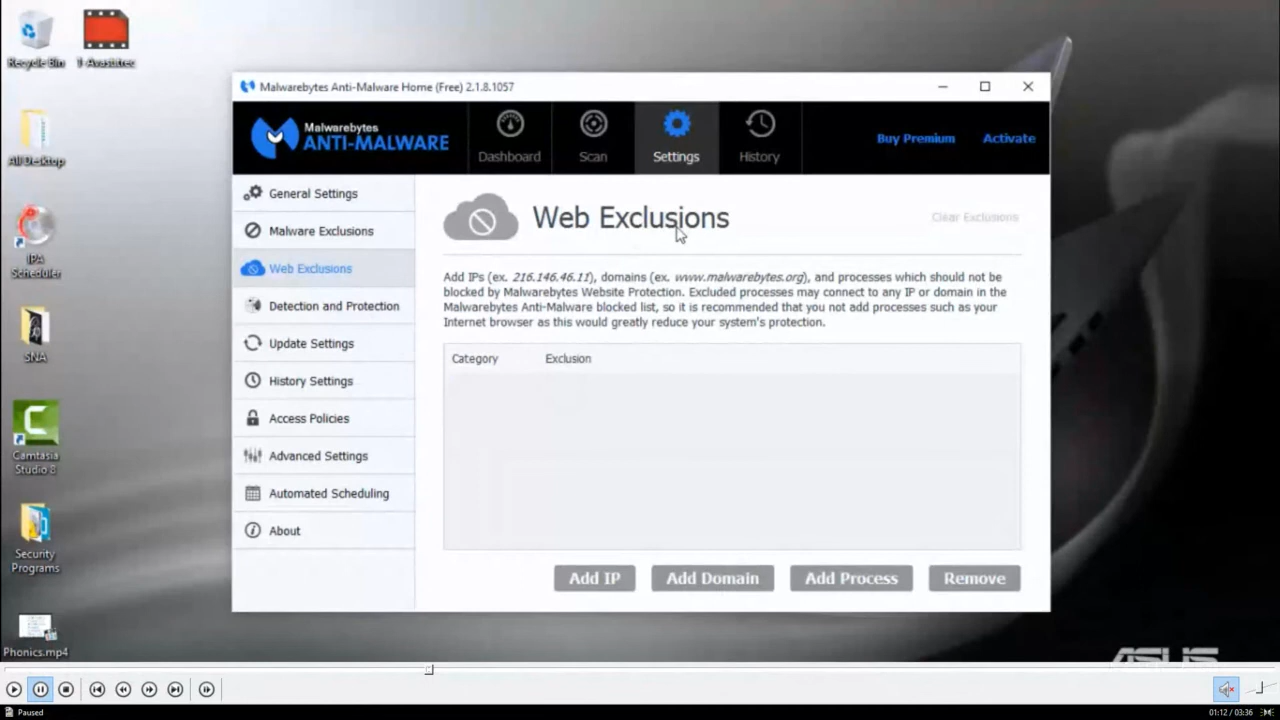 Recycle Bin
All Desktop
IPA
Scheduler
SNA
Camtasia
Studio 8
Security
Programs
Phonics.mp4
Malwarebytes Anti-Malware Home (Free) 2.1.8.1057
Malwarebytes
ANTI-MALWARE
Dashboard
Scan
Settings
History
Buy Premium
Activate
General Settings
Malware Exclusions
Web Exclusions
Detection and Protection
Update Settings
History Settings
Access Policies
Advanced Settings
Automated Scheduling
About
Web Exclusions
Clear Exclusions
Add IPs (ex. 216.146.46.11), domains (ex. www.malwarebytes.org), and processes which should not be
blocked by Malwarebytes Website Protection. Excluded processes may connect to any IP or domain in the
Malwarebytes Anti-Malware blocked list, so it is recommended that you not add processes such as your
Internet browser as this would greatly reduce your system's protection.
Category Exclusion
Add IP
Add Domain
Add Process
Remove
ASUS
Paused
01:12 / 03:36